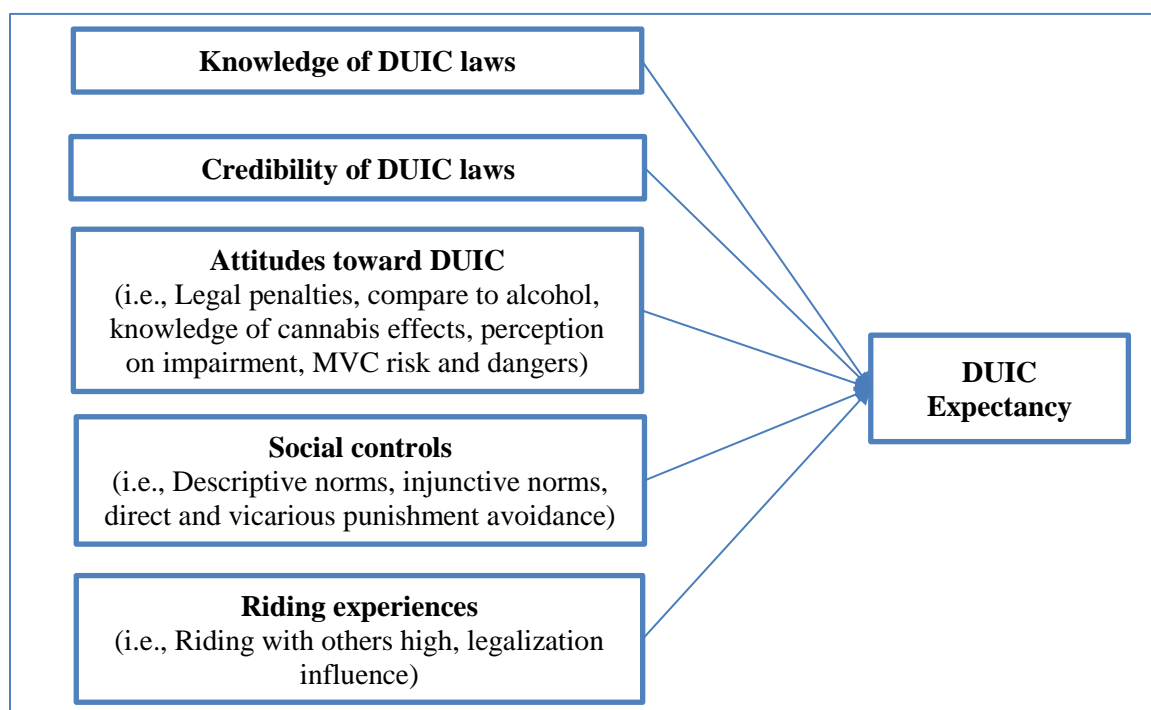 Knowledge of DUIC laws
Credibility of DUIC laws
Attitudes toward DUIC
(i.e., Legal penalties, compare to alcohol,
knowledge of cannabis effects, perception
on impairment, MVC risk and dangers)
Social controls
(i.e., Descriptive norms, injunctive norms,
direct and vicarious punishment avoidance)
Riding experiences
(i.e., Riding with others high, legalization
influence)
DUIC
Expectancy